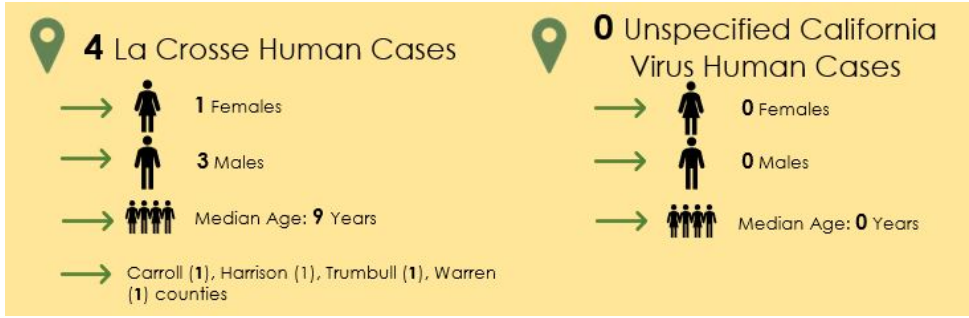 4 La Crosse Human Cases
1 Females
3 Males
Median Age: 9 Years
Carroll (1), Harrison (1), Trumbull (1), Warren
(1) counties
0 Unspecified California
Virus Human Cases
0 Females
0 Males
Median Age: 0 Years